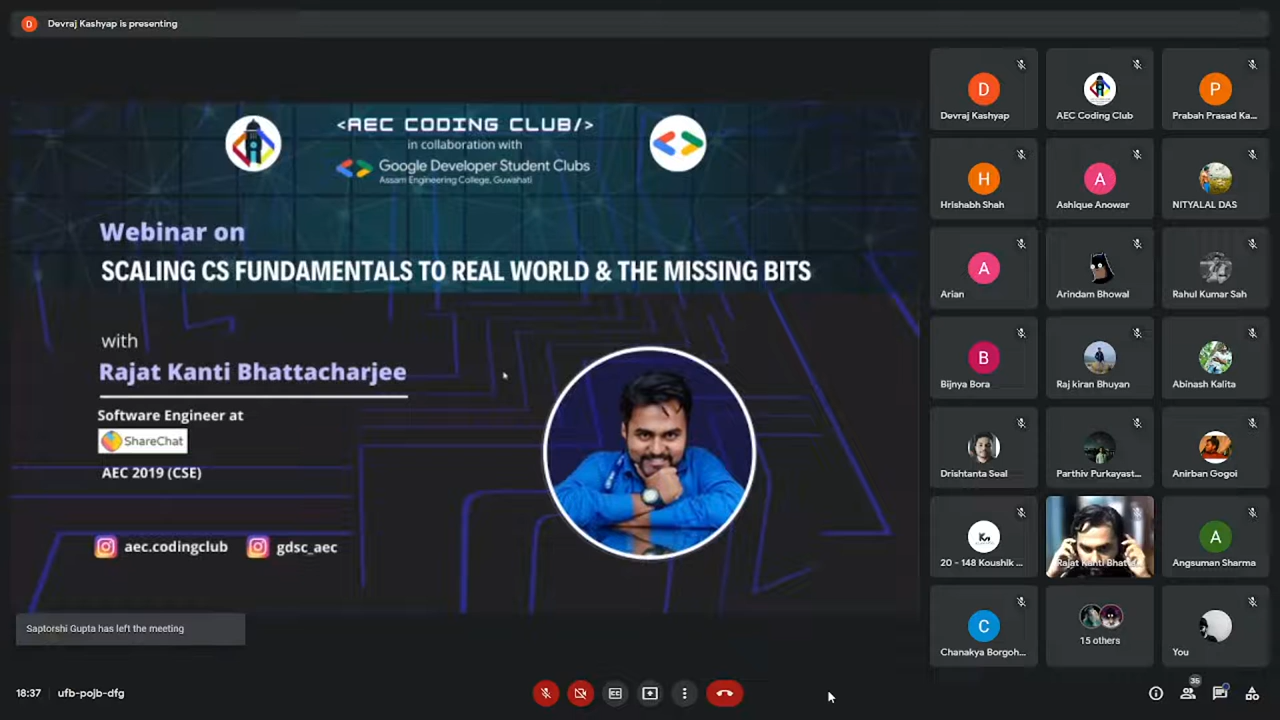 D
Devraj Kashyap is presenting
<AEC CODING CLUB/>
in collaboration with
Google Developer Student Clubs
Assam Engineering College, Guwahati
Webinar on
SCALING CS FUNDAMENTALS TO REAL WORLD & THE MISSING BITS
with
Rajat Kanti Bhattacharjee
Software Engineer at
ShareChat
AEC 2019 (CSE)
aec.codingclub gdsc_aec
Saptorshi Gupta has left the meeting
D
Devraj Kashyap
AEC Coding Club
P
Prabah Prasad Ka...
H
Hrishabh Shah
A
Ashique Anowar
NITYALAL DAS
A
Arian
Arindam Bhowal
Rahul Kumar Sah
B
Bijnya Bora
Raj kiran Bhuyan
Abinash Kalita
Drishtanta Seal
Parthiv Purkayast...
Anirban Gogoi
20 - 148 Koushik ...
Rajat Kanti
A
Angsuman Sharma
C
Chanakya Borgoh...
15 others
You
18:37 ufb-pojb-dfg
35